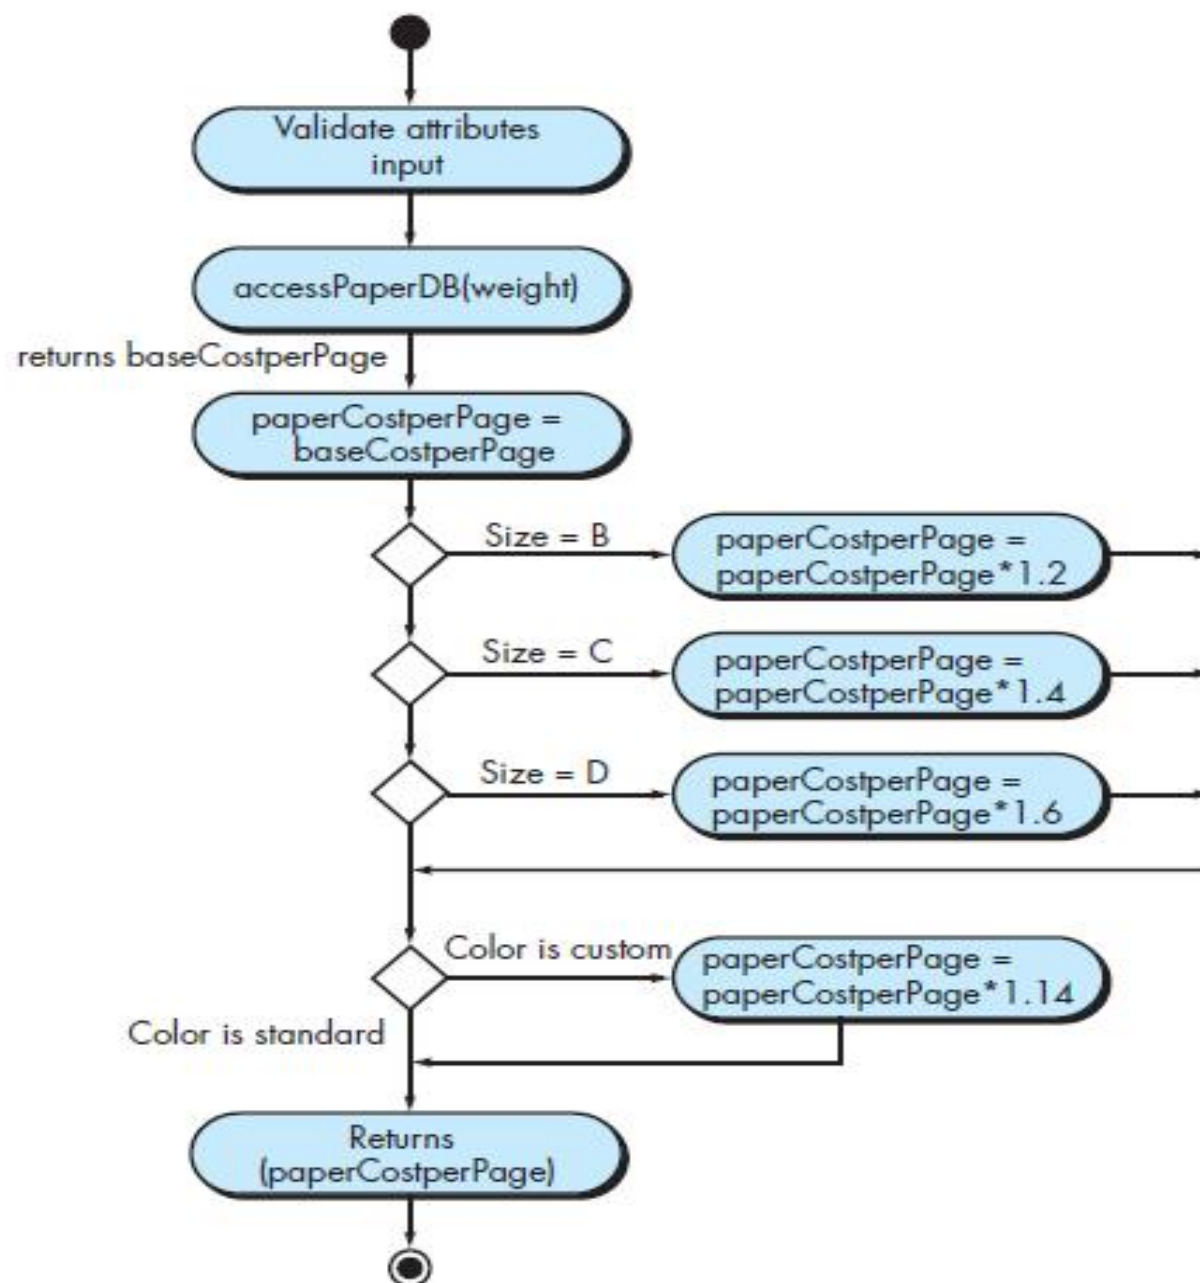 Validate attributes
input
accessPaperDB(weight)
returns baseCostperPage
paperCostperPage =
baseCostperPage
Size = B
paperCostperPage =
paperCostperPage*1.2
Size = C
paperCostperPage =
paperCostperPage*1.4
Size = D
paperCostperPage =
paperCostperPage*1.6
Color is custom
paperCostperPage =
paperCostperPage*1.14
Color is standard
Returns
(paperCostperPage)